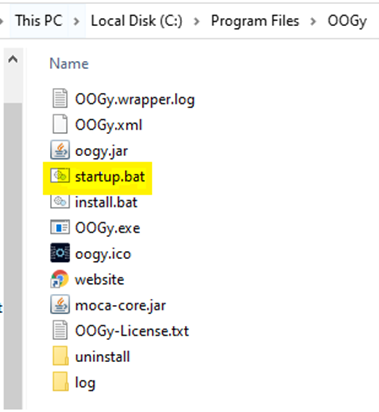 This PC > Local Disk (C:) > Program Files > OOGy
Name
OOGy.wrapper.log
OOGy.xml
oogy.jar
startup.bat
install.bat
OOGy.exe
oogy.ico
website
moca-core.jar
OOGy-License.txt
uninstall
log